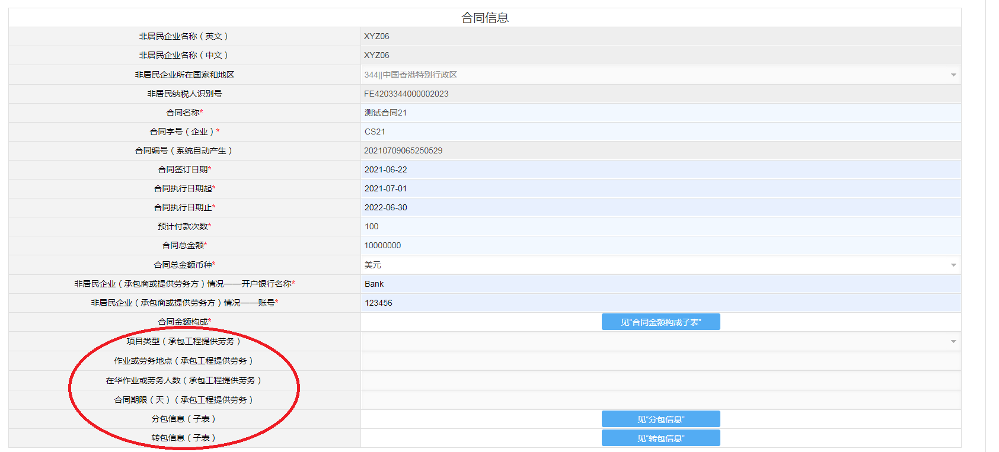 合同信息
非居民企业名称（英文） XYZ06
非居民企业名称（中文） XYZ06
非居民企业所在国家和地区 344||中国香港特别行政区
非居民纳税人识别号 FE4203344000002023
合同名称* 测试合同21
合同字号（企业）* CS21
合同编号（系统自动产生） 20210709065250529
合同签订日期* 2021-06-22
合同执行日期起* 2021-07-01
合同执行日期止* 2022-06-30
预计付款次数* 100
合同总金额* 10000000
合同总金额币种* 美元
非居民企业（承包商或提供劳务方）情况——开户银行名称* Bank
非居民企业（承包商或提供劳务方）情况——账号* 123456
合同金额构成* 见“合同金额构成子表”
项目类型（承包工程提供劳务）
作业或劳务地点（承包工程提供劳务）
在华作业或劳务人数（承包工程提供劳务）
合同期限（天）（承包工程提供劳务）
分包信息（子表） 见“分包信息”
转包信息（子表） 见“转包信息”